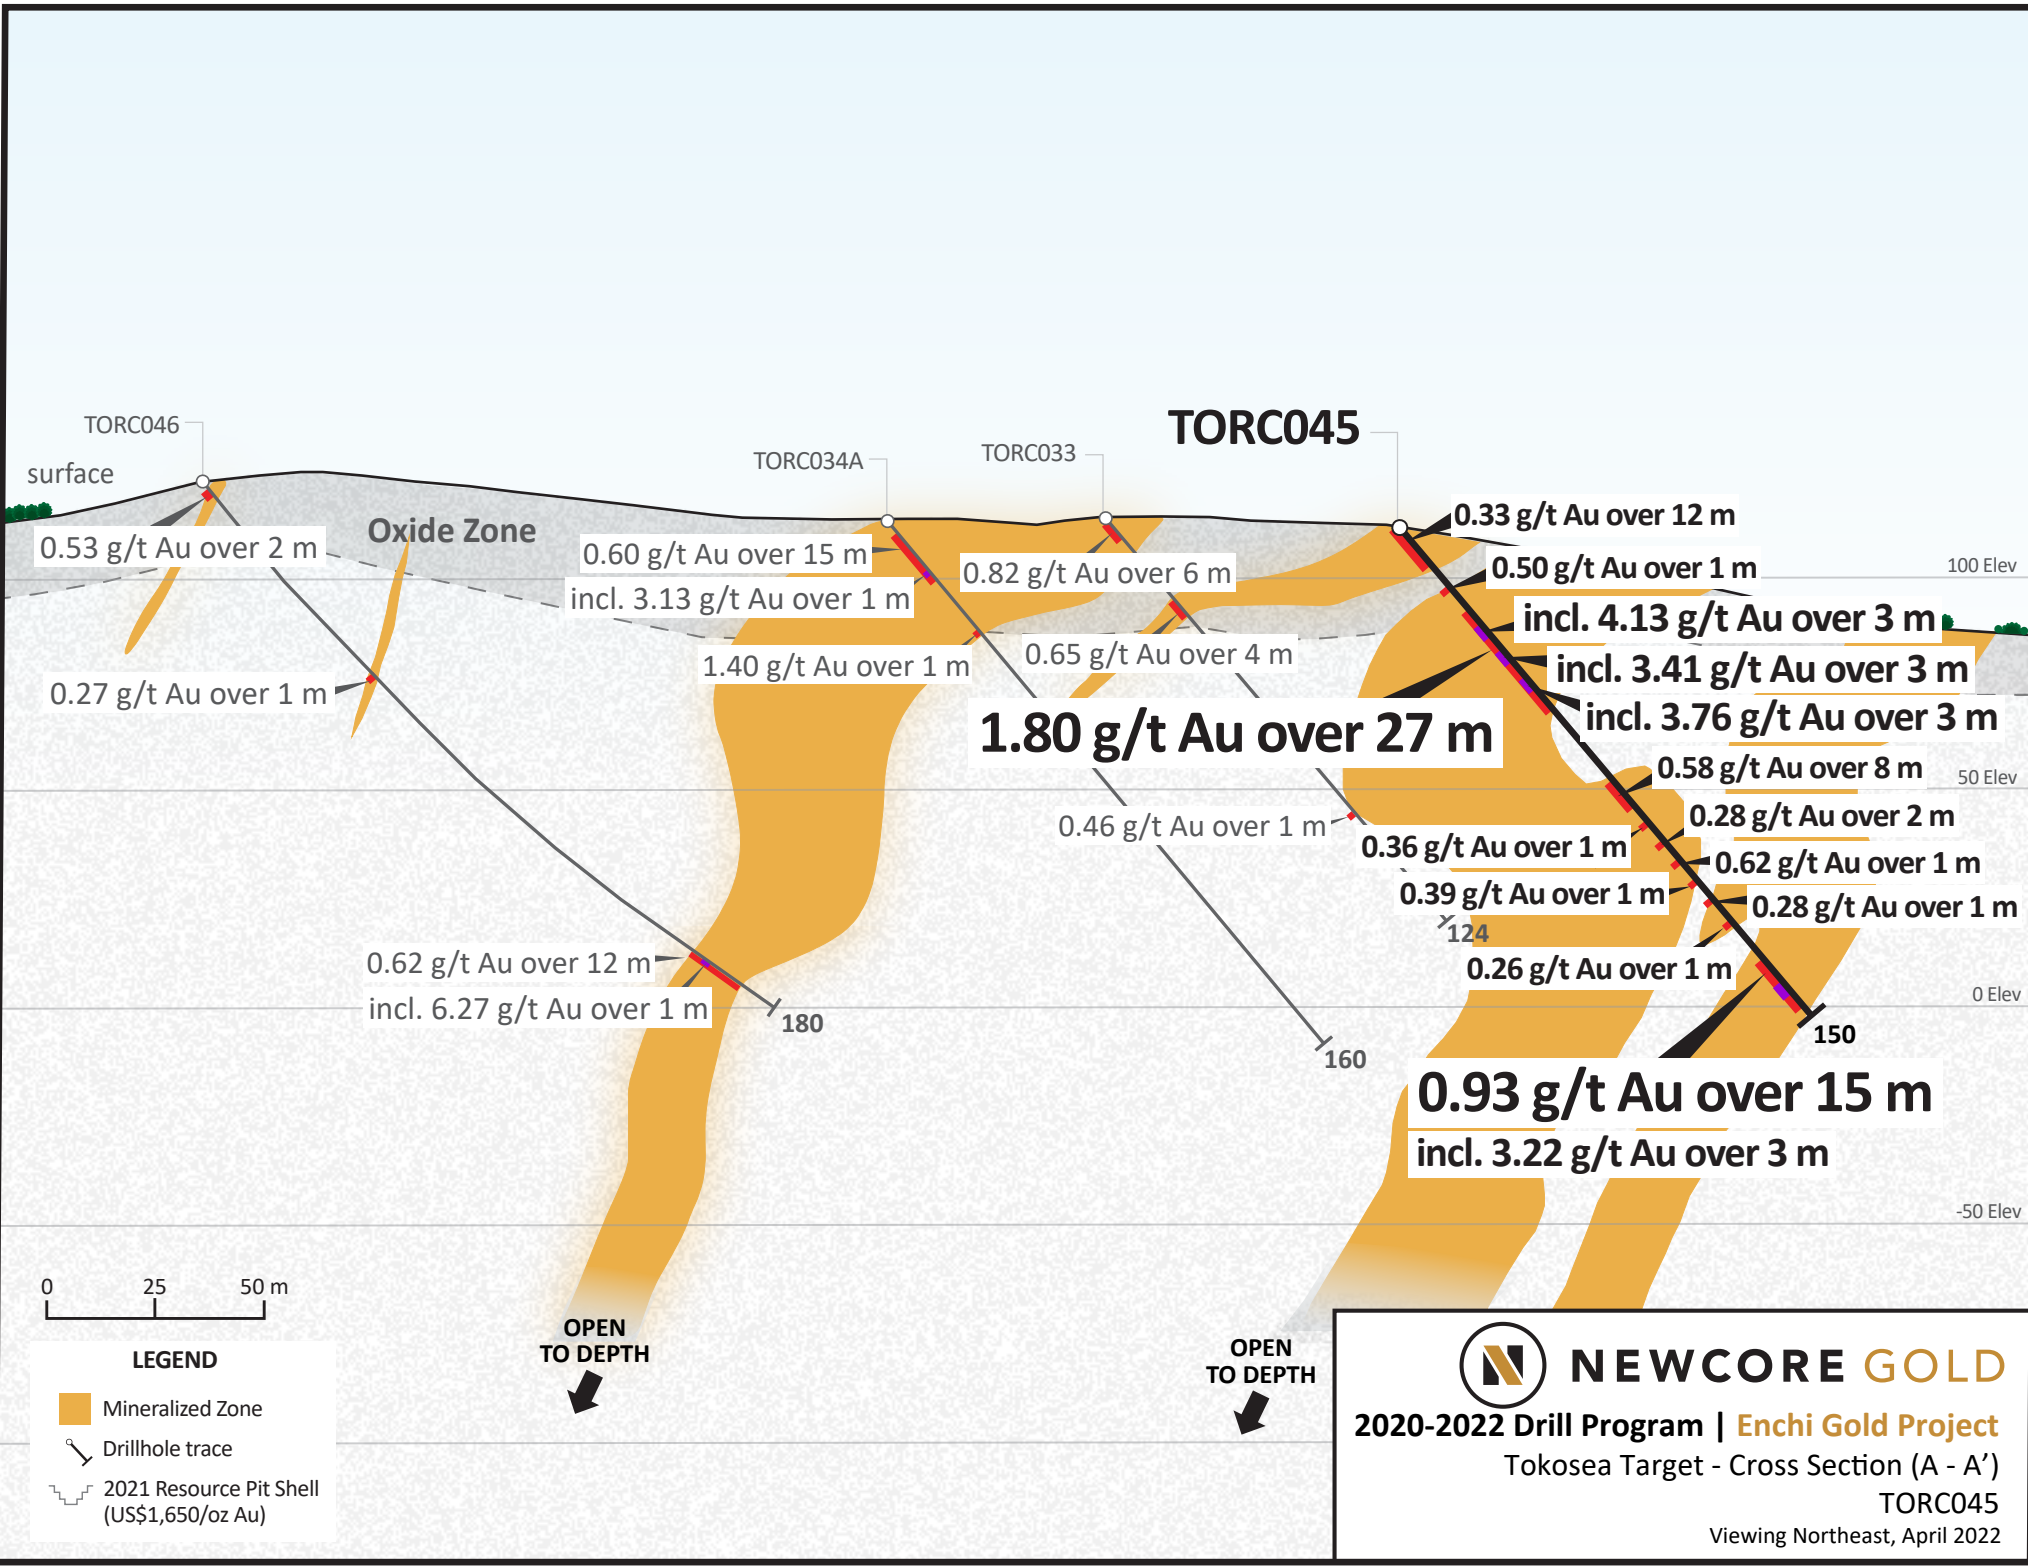 TORC046
surface
Oxide Zone
TORC034A
TORC033
TORC045
0.53 g/t Au over 2 m
0.27 g/t Au over 1 m
0.60 g/t Au over 15 m
incl. 3.13 g/t Au over 1 m
1.40 g/t Au over 1 m
0.82 g/t Au over 6 m
0.65 g/t Au over 4 m
0.33 g/t Au over 12 m
0.50 g/t Au over 1 m
100 Elev
incl. 4.13 g/t Au over 3 m
incl. 3.41 g/t Au over 3 m
incl. 3.76 g/t Au over 3 m
1.80 g/t Au over 27 m
0.58 g/t Au over 8 m
50 Elev
0.28 g/t Au over 2 m
0.46 g/t Au over 1 m
0.36 g/t Au over 1 m
0.62 g/t Au over 1 m
0.39 g/t Au over 1 m
0.28 g/t Au over 1 m
124
0.26 g/t Au over 1 m
0.62 g/t Au over 12 m
incl. 6.27 g/t Au over 1 m
180
0 Elev
150
160
0.93 g/t Au over 15 m
incl. 3.22 g/t Au over 3 m
-50 Elev
0 25 50 m
OPEN
TO DEPTH
OPEN
TO DEPTH
LEGEND
Mineralized Zone
Drillhole trace
2021 Resource Pit Shell
(US$1,650/oz Au)
NEWCORE GOLD
2020-2022 Drill Program | Enchi Gold Project
Tokosea Target - Cross Section (A - A’)
TORC045
Viewing Northeast, April 2022